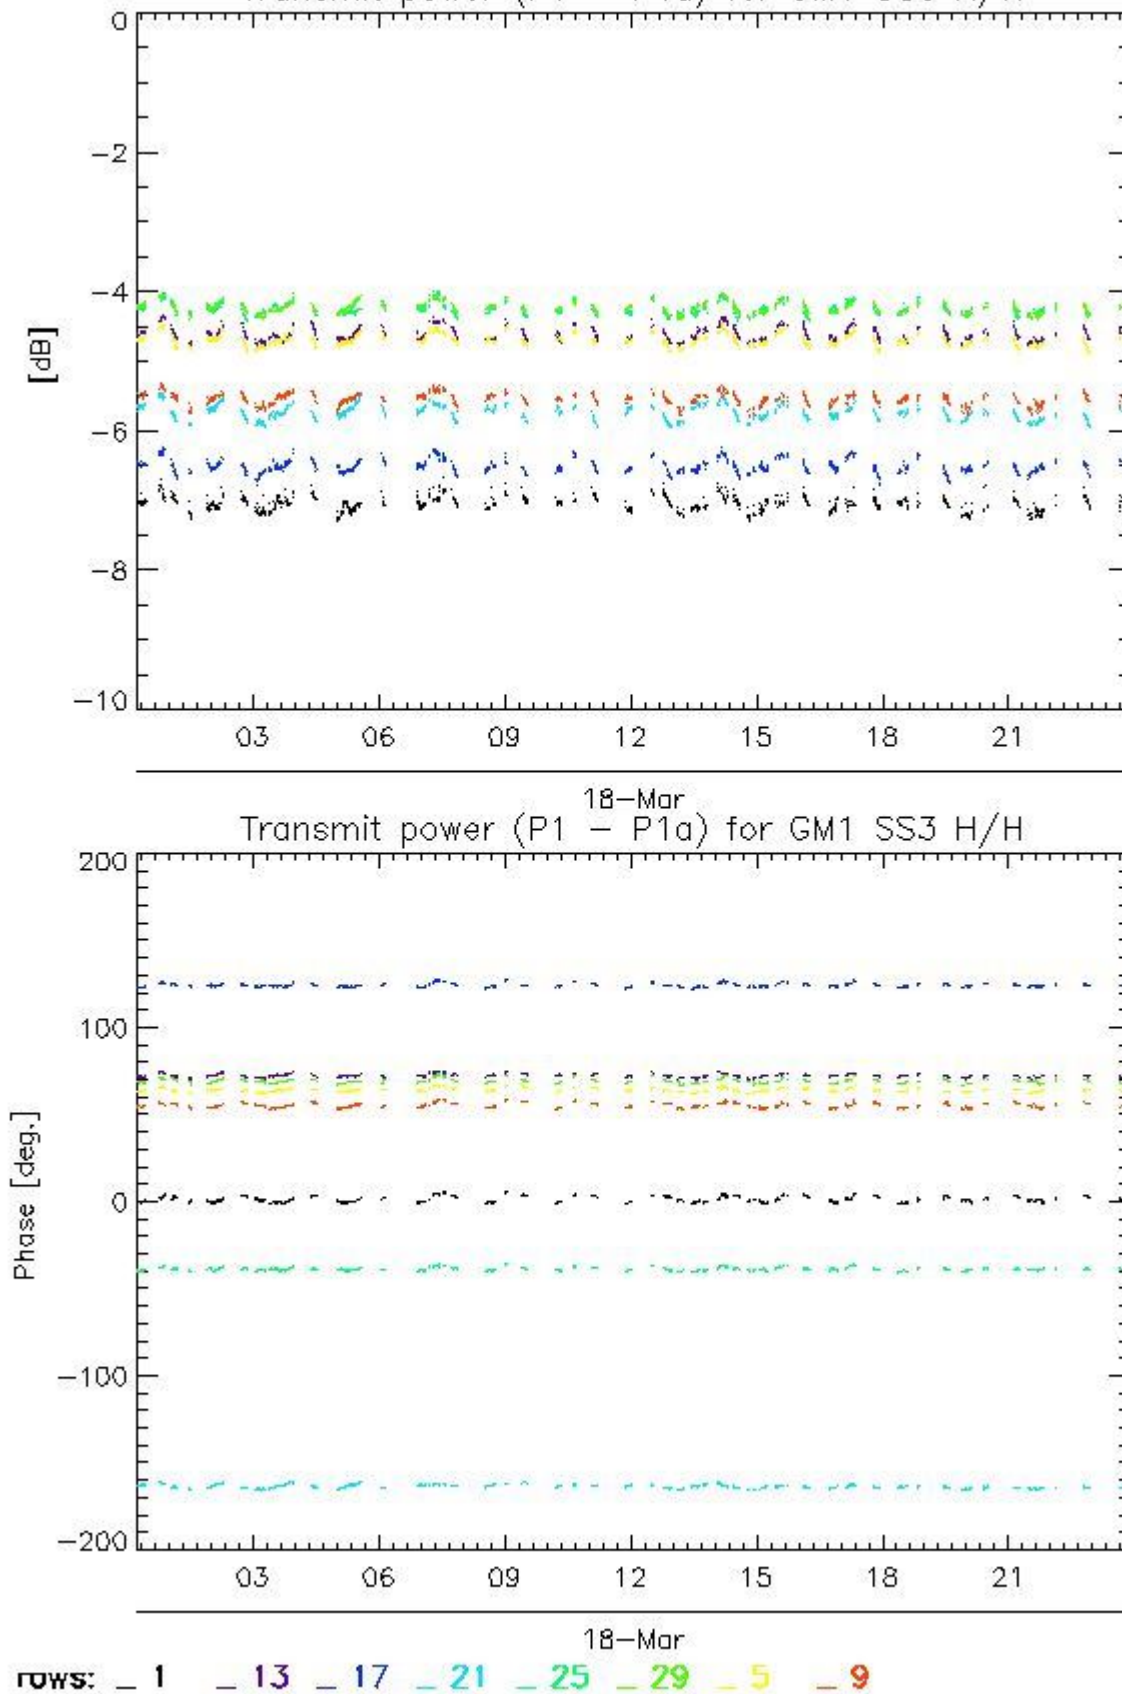 0
−2
−4
−6
−8
−10
[dB]
03 06 09 12 15 18 21
18−Mar
Transmit power (P1 − P1a) for GM1 SS3 H/H
200
100
0
−100
−200
Phase [deg.]
03 06 09 12 15 18 21
18−Mar
rows: _ 1 _ 13 _ 17 _ 21 _ 25 _ 29 _ 5 _ 9